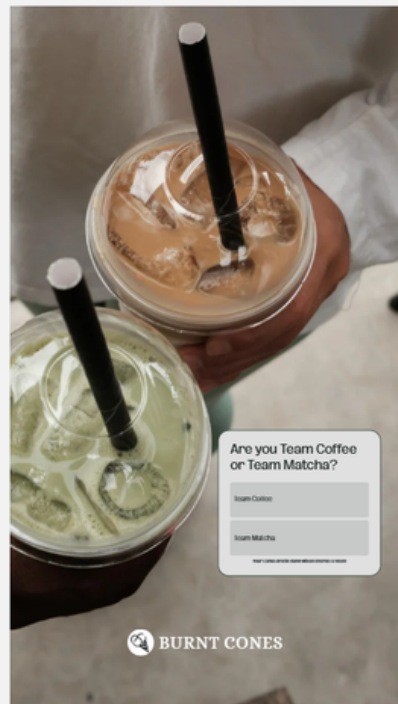 Are you Team Coffee
or Team Matcha?
Team Coffee
Team Matcha
BURNT CONES